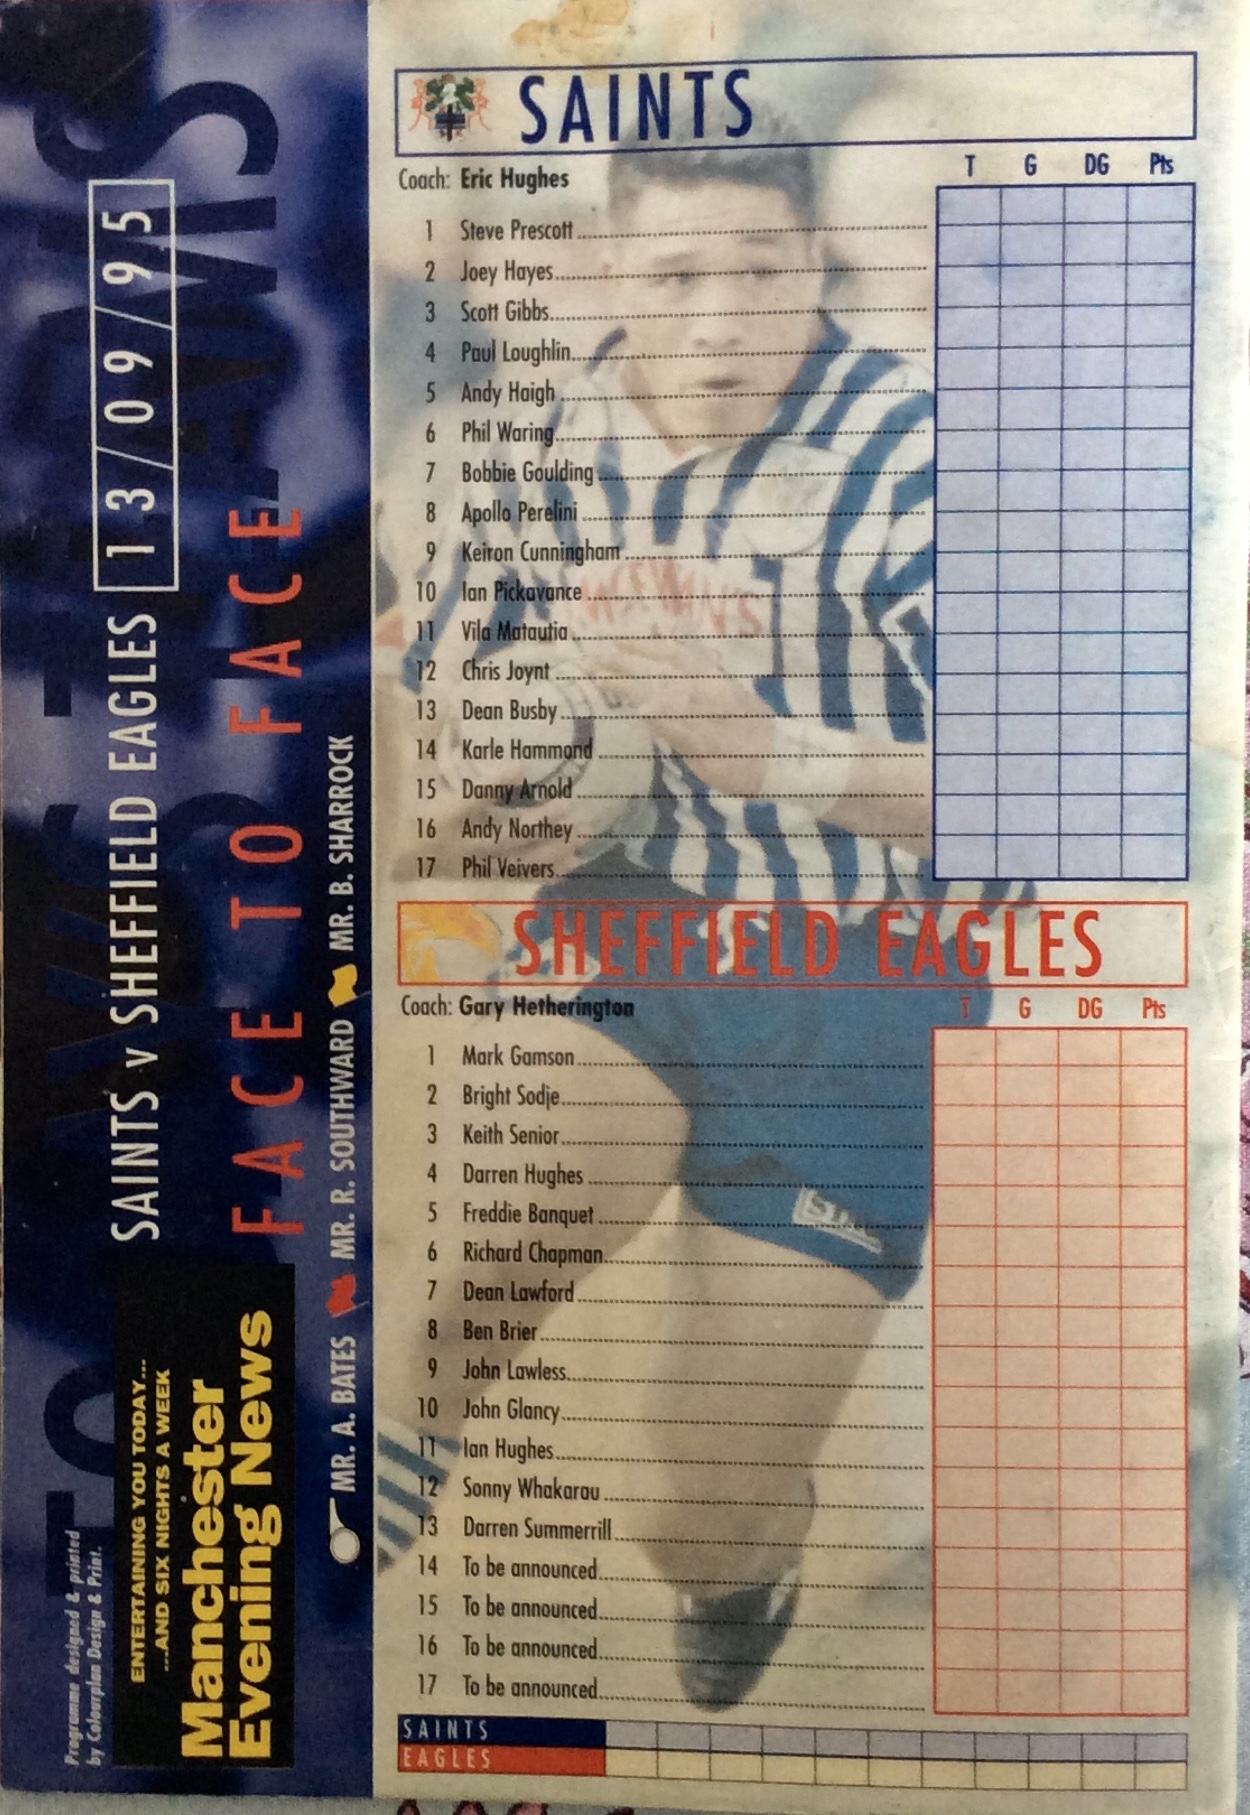 SAINTS v SHEFFIELD EAGLES 13/09/95
FACE TO FACE
MR. A. BATES MR. R. SOUTHWARD MR. B. SHARROCK
Programme designed & printed
by Colourplan Design & Print.
ENTERTAINING YOU TODAY...
...AND SIX NIGHTS A WEEK
Manchester
Evening News
SAINTS
Coach: Eric Hughes T G DG Pts
1 Steve Prescott
2 Joey Hayes
3 Scott Gibbs
4 Paul Loughlin
5 Andy Haigh
6 Phil Waring
7 Bobbie Goulding
8 Apollo Perelini
9 Keiron Cunningham
10 Ian Pickavance
11 Vila Matautia
12 Chris Joynt
13 Dean Busby
14 Karle Hammond
15 Danny Arnold
16 Andy Northey
17 Phil Veivers
SHEFFIELD EAGLES
Coach: Gary Hetherington T G DG Pts
1 Mark Gamson
2 Bright Sodje
3 Keith Senior
4 Darren Hughes
5 Freddie Banquet
6 Richard Chapman
7 Dean Lawford
8 Ben Brier
9 John Lawless
10 John Glancy
11 Ian Hughes
12 Sonny Whakarau
13 Darren Summerrill
14 To be announced
15 To be announced
16 To be announced
17 To be announced
SAINTS
EAGLES